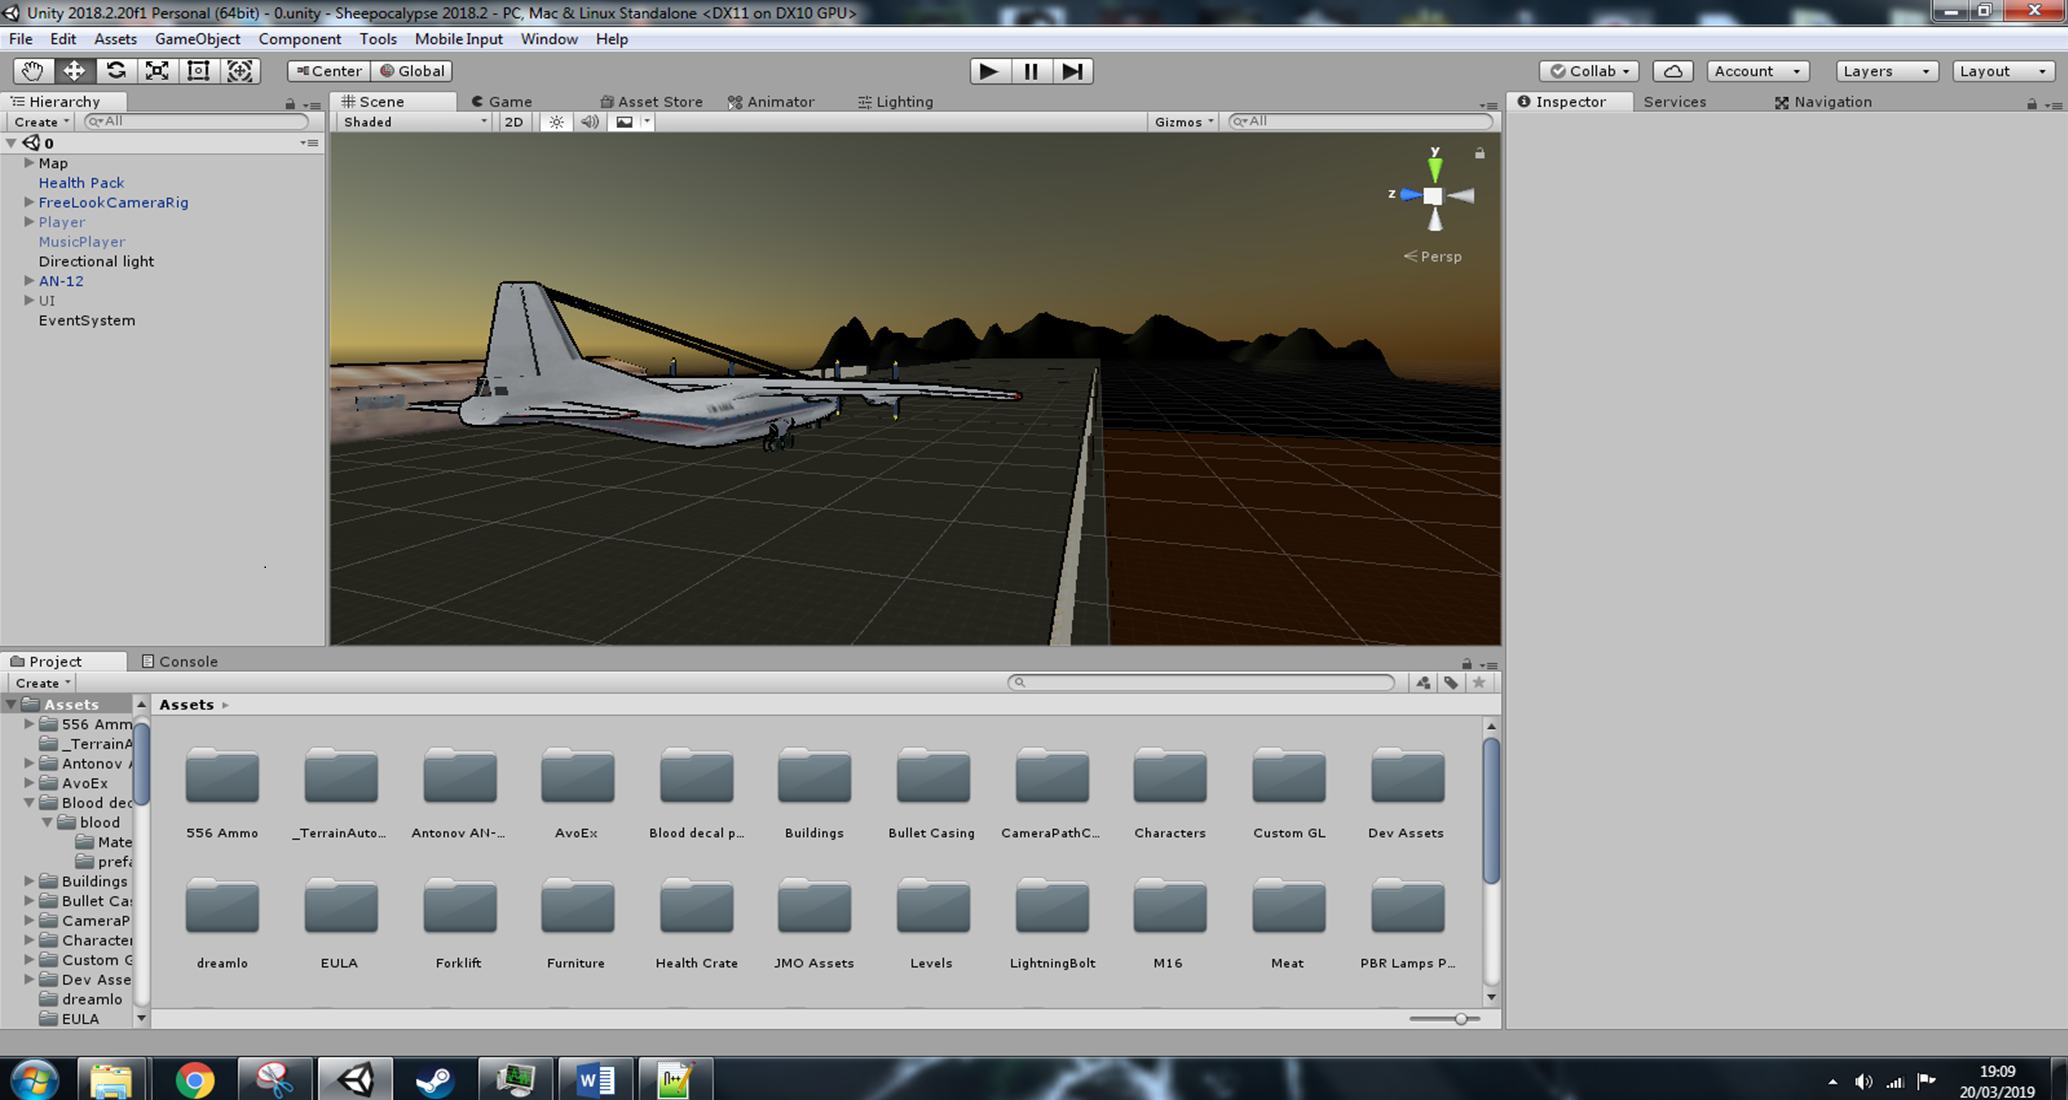 Unity 2018.2.20f1 Personal (64bit) - 0.unity - Sheepocalypse 2018.2 - PC, Mac & Linux Standalone <DX11 on DX10 GPU>
File Edit Assets GameObject Component Tools Mobile Input Window Help
Center Global Collab Account Layers Layout
Hierarchy Scene Game Asset Store Animator Lighting Inspector Services Navigation
Create All Shaded 2D Gizmos All
0
Map
Health Pack
FreeLookCameraRig
Player
MusicPlayer
Directional light
AN-12
UI
EventSystem
y
z
Persp
Project Console
Create
Assets
556 Amm
_TerrainA
Antonov A
AvoEx
Blood dec
blood
Mate
prefa
Buildings
Bullet Cas
CameraP
Character
Custom G
Dev Asse
dreamlo
EULA
Assets
556 Ammo _TerrainAuto... Antonov AN-... AvoEx Blood decal p... Buildings Bullet Casing CameraPathC... Characters Custom GL Dev Assets
dreamlo EULA Forklift Furniture Health Crate JMO Assets Levels LightningBolt M16 Meat PBR Lamps P...
W N++
19:09
20/03/2019